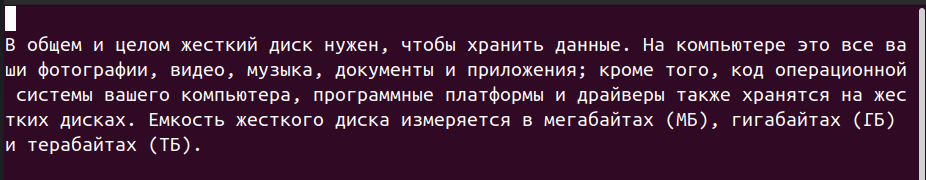 В общем и целом жесткий диск нужен, чтобы хранить данные. На компьютере это все ва
ши фотографии, видео, музыка, документы и приложения; кроме того, код операционной
 системы вашего компьютера, программные платформы и драйверы также хранятся на жес
тких дисках. Емкость жесткого диска измеряется в мегабайтах (МБ), гигабайтах (ГБ)
и терабайтах (ТБ).